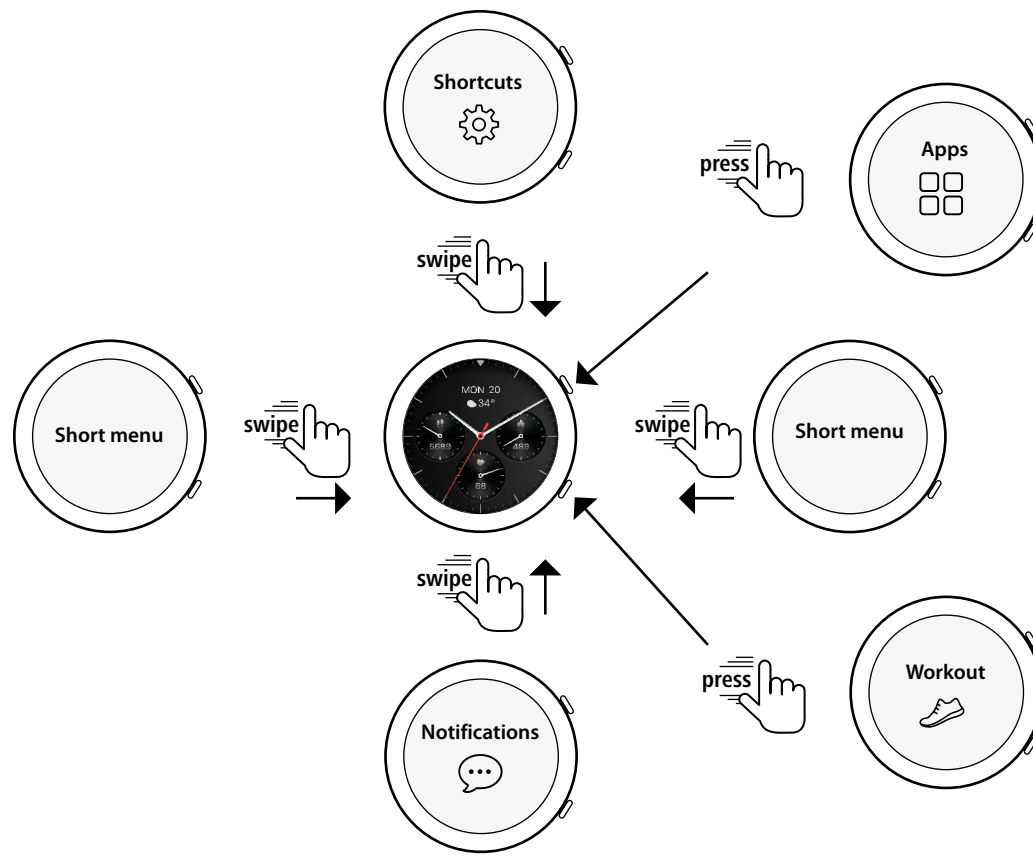 Shortcuts
press
Apps
swipe
MON 20
34°
5689
489
68
Short menu
swipe
swipe
Short menu
swipe
Notifications
press
Workout